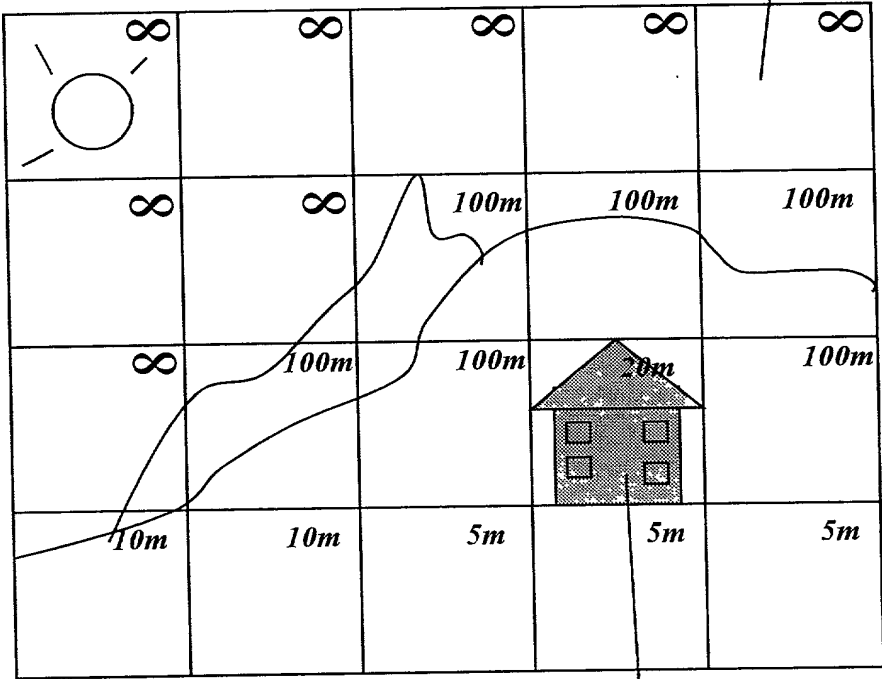 ∞ ∞ ∞ ∞ ∞
∞ ∞ 100m 100m 100m
∞ 100m 100m 20m 100m
10m 10m 5m 5m 5m